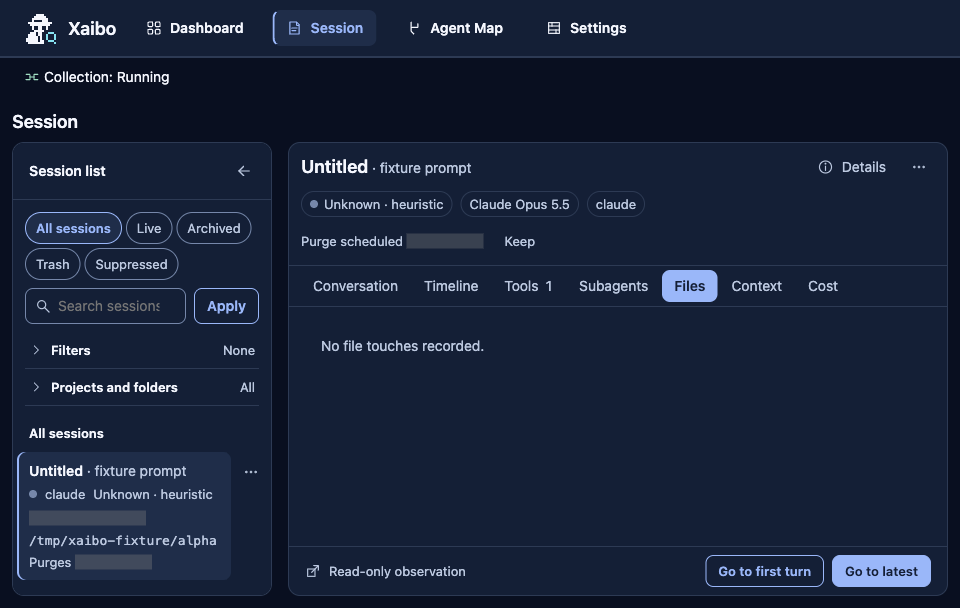 Xaibo Dashboard Session Agent Map Settings
Collection: Running
Session
Session list
All sessions Live Archived
Trash Suppressed
Search sessions Apply
Filters None
Projects and folders All
All sessions
Untitled · fixture prompt
claude Unknown · heuristic
/tmp/xaibo-fixture/alpha
Purges
Untitled · fixture prompt Details
Unknown · heuristic Claude Opus 5.5 claude
Purge scheduled Keep
Conversation Timeline Tools 1 Subagents Files Context Cost
No file touches recorded.
Read-only observation Go to first turn Go to latest